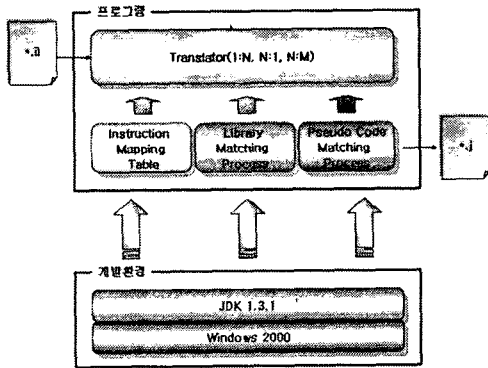 프로그램
Translator(1:N, N:1, N:M)
Instruction
Mapping
Table
Library
Matching
Process
Pseudo Code
Matching
Process
*.j
개발환경
JDK 1.3.1
Windows 2000